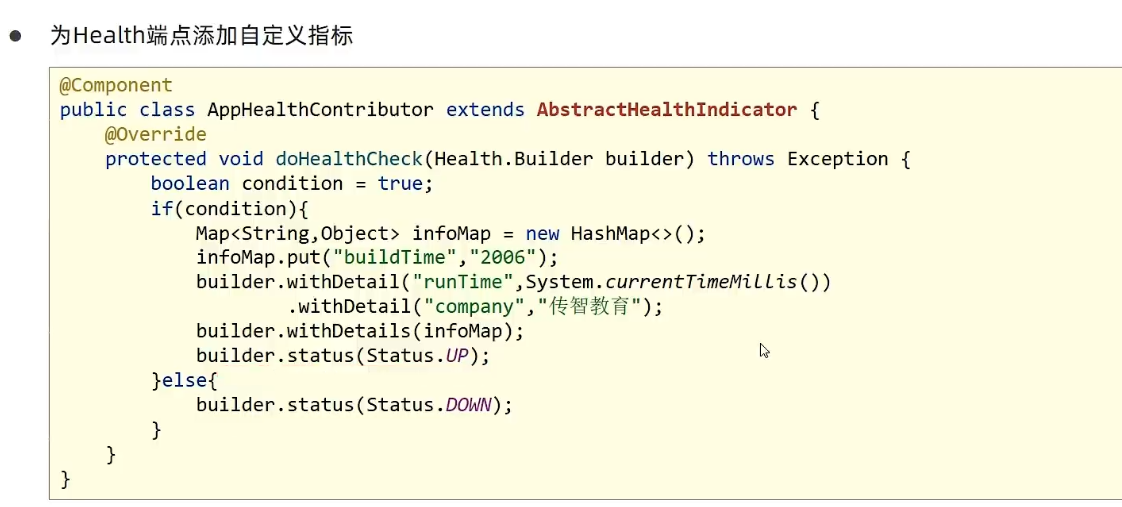 为Health端点添加自定义指标
@Component
public class AppHealthContributor extends AbstractHealthIndicator {
    @Override
    protected void doHealthCheck(Health.Builder builder) throws Exception {
        boolean condition = true;
        if(condition){
            Map<String,Object> infoMap = new HashMap<>();
            infoMap.put("buildTime","2006");
            builder.withDetail("runTime",System.currentTimeMillis())
                    .withDetail("company","传智教育");
            builder.withDetails(infoMap);
            builder.status(Status.UP);
        }else{
            builder.status(Status.DOWN);
        }
    }
}